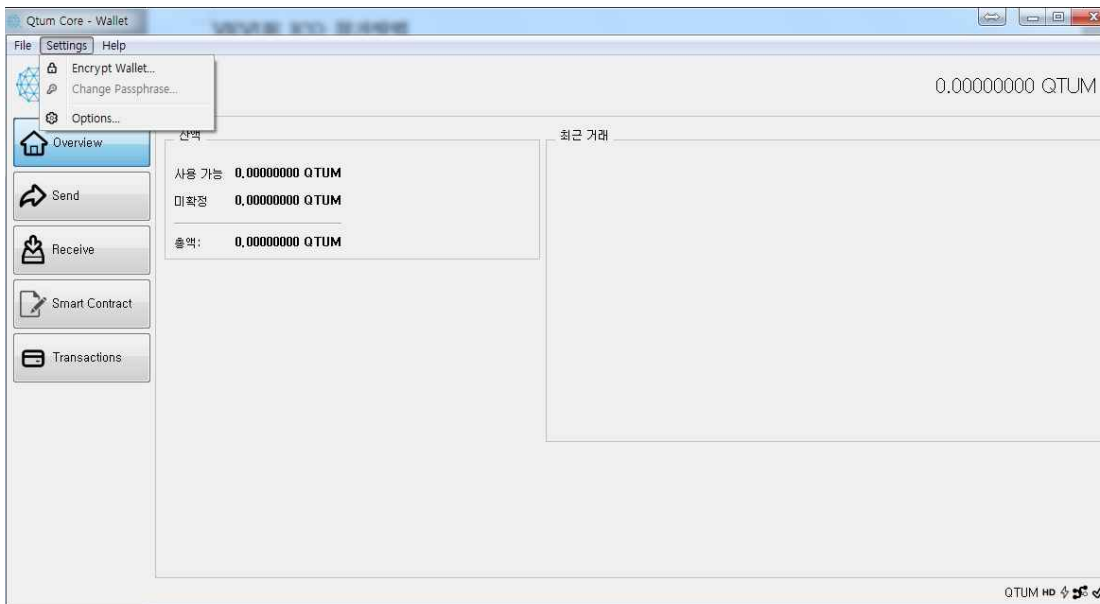 Qtum Core - Wallet
File Settings Help
Encrypt Wallet...
Change Passphrase...
Options...
0.00000000 QTUM
Overview
Send
Receive
Smart Contract
Transactions
잔액
사용 가능 0.00000000 QTUM
미확정 0.00000000 QTUM
총액: 0.00000000 QTUM
최근 거래
QTUM HD